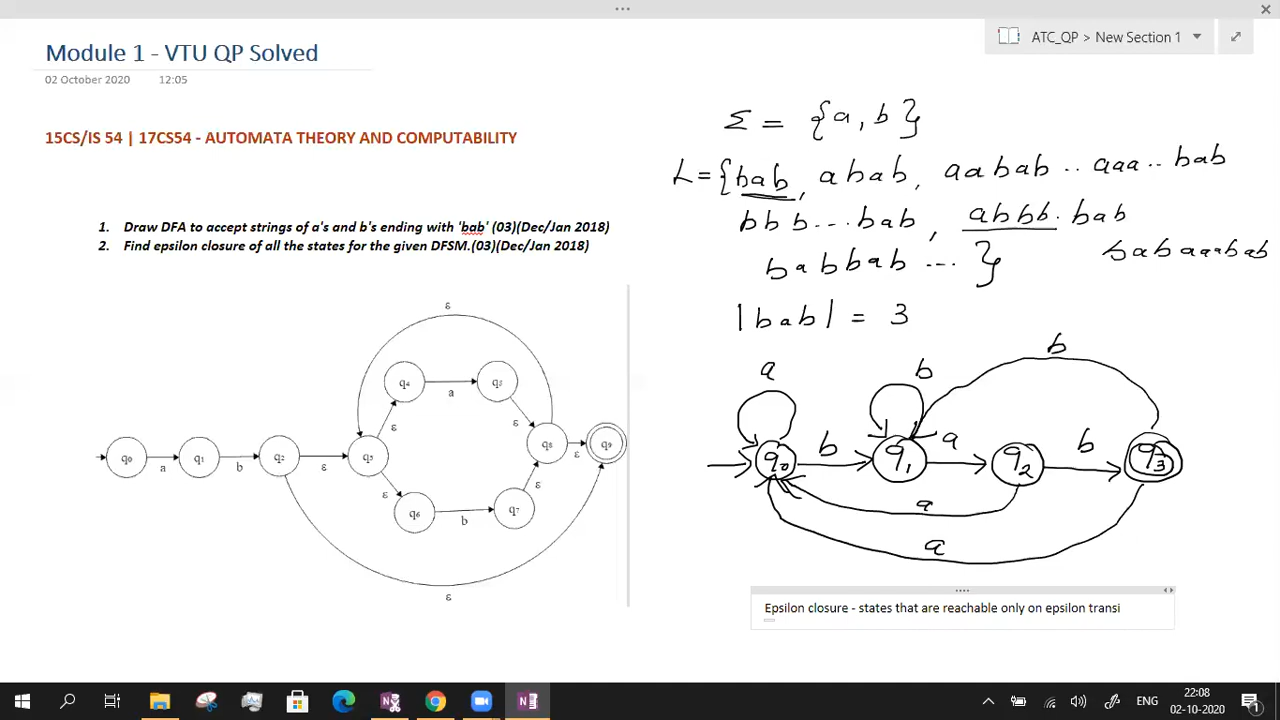 ATC_QP > New Section 1
Module 1 - VTU QP Solved
02 October 2020 12:05
15CS/IS 54 | 17CS54 - AUTOMATA THEORY AND COMPUTABILITY
1. Draw DFA to accept strings of a's and b's ending with 'bab' (03)(Dec/Jan 2018)
2. Find epsilon closure of all the states for the given DFSM.(03)(Dec/Jan 2018)
ε
q4 a q5
ε ε
q0 a q1 b q2 ε q3 q8 ε q9
ε ε
q6 b q7
ε
Σ = {a, b}
L = {bab, abab, aabab .. aaa .. bab
bbb...bab, abbb. bab
babbab ... } babaaabab
|bab| = 3
a b b
q0 b q1 a q2 b q3
a
a
Epsilon closure - states that are reachable only on epsilon transi
ENG
22:08
02-10-2020
1